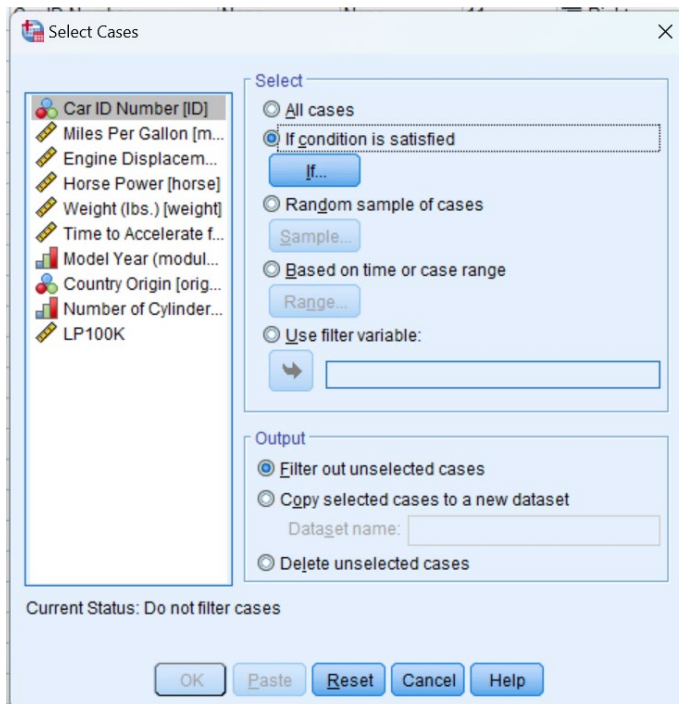 Select Cases
Car ID Number [ID]
Miles Per Gallon [m...
Engine Displacem...
Horse Power [horse]
Weight (lbs.) [weight]
Time to Accelerate f...
Model Year (modul...
Country Origin [orig...
Number of Cylinder...
LP100K
Select
All cases
If condition is satisfied
If...
Random sample of cases
Sample...
Based on time or case range
Range...
Use filter variable:
Output
Filter out unselected cases
Copy selected cases to a new dataset
Dataset name:
Delete unselected cases
Current Status: Do not filter cases
OK Paste Reset Cancel Help